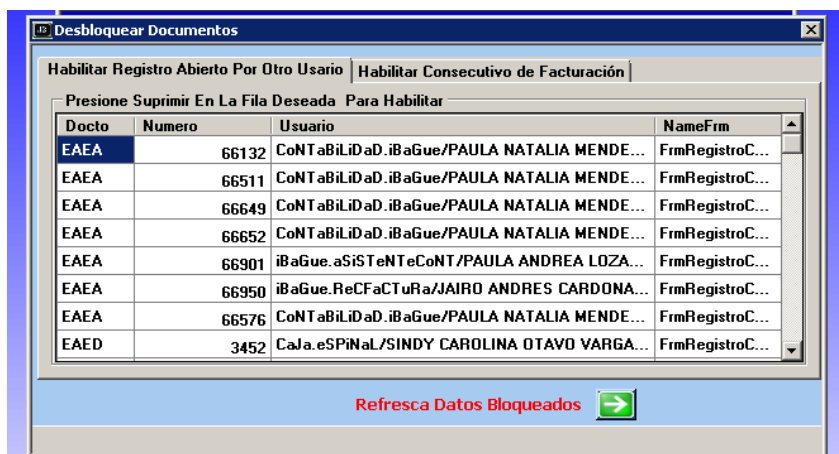 Desbloquear Documentos
Habilitar Registro Abierto Por Otro Usario Habilitar Consecutivo de Facturación
Presione Suprimir En La Fila Deseada Para Habilitar
Docto Numero Usuario NameFrm
EAEA 66132 CoNTaBiLiDaD.iBaGue/PAULA NATALIA MENDE... FrmRegistroC...
EAEA 66511 CoNTaBiLiDaD.iBaGue/PAULA NATALIA MENDE... FrmRegistroC...
EAEA 66649 CoNTaBiLiDaD.iBaGue/PAULA NATALIA MENDE... FrmRegistroC...
EAEA 66652 CoNTaBiLiDaD.iBaGue/PAULA NATALIA MENDE... FrmRegistroC...
EAEA 66901 iBaGue.aSiSTeNTeCoNT/PAULA ANDREA LOZA... FrmRegistroC...
EAEA 66950 iBaGue.ReCFaCTuRa/JAIRO ANDRES CARDONA... FrmRegistroC...
EAEA 66576 CoNTaBiLiDaD.iBaGue/PAULA NATALIA MENDE... FrmRegistroC...
EAED 3452 CaJa.eSPiNaL/SINDY CAROLINA OTAVO VARGA... FrmRegistroC...
Refresca Datos Bloqueados